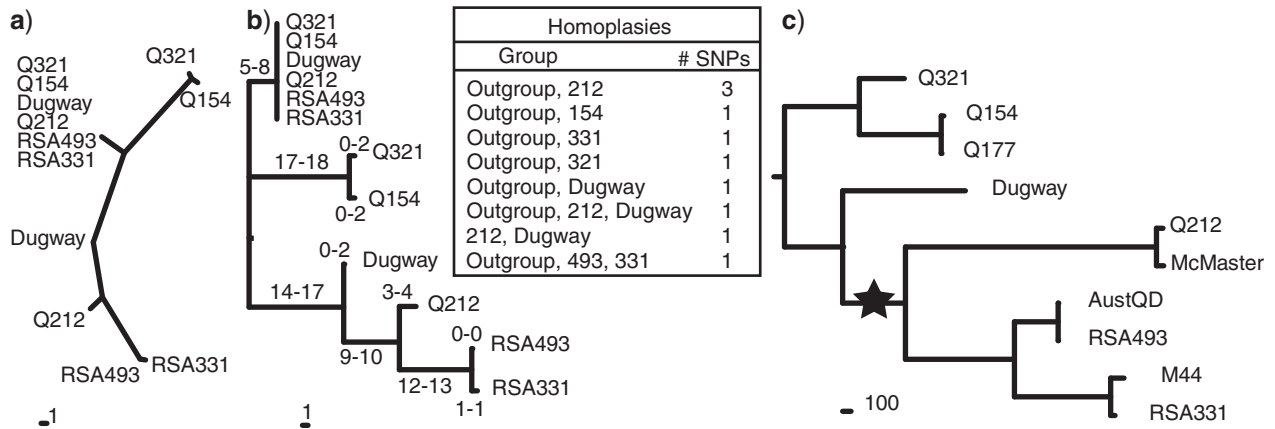 a)
Q321
Q154
Dugway
Q212
RSA493
RSA331
Q321
Q154
Dugway
Q212
RSA493
RSA331
1
b)
Q321
Q154
Dugway
Q212
RSA493
RSA331
5-8
17-18
0-2
Q321
Q154
0-2
0-2
Dugway
14-17
3-4
Q212
9-10
0-0
RSA493
12-13
RSA331
1-1
1
Homoplasies
Group # SNPs
Outgroup, 212 3
Outgroup, 154 1
Outgroup, 331 1
Outgroup, 321 1
Outgroup, Dugway 1
Outgroup, 212, Dugway 1
212, Dugway 1
Outgroup, 493, 331 1
c)
Q321
Q154
Q177
Dugway
Q212
McMaster
AustQD
RSA493
M44
RSA331
100